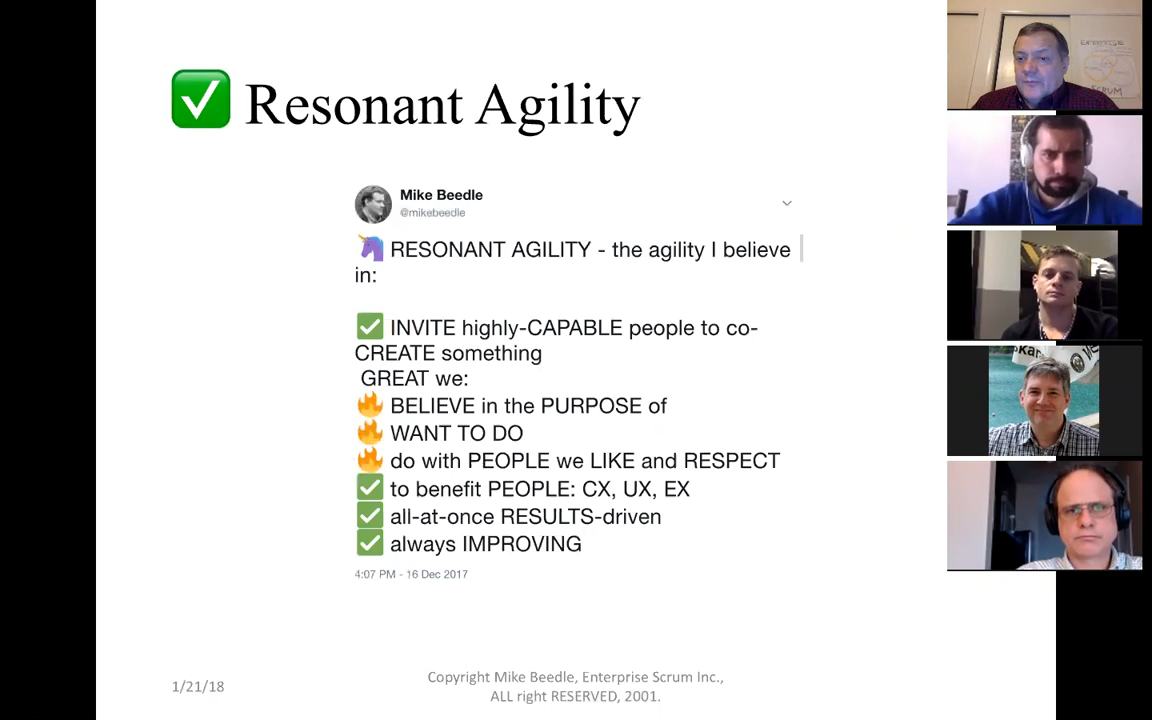 ✅ Resonant Agility
Mike Beedle
@mikebeedle
🦄 RESONANT AGILITY - the agility I believe
in:
✅ INVITE highly-CAPABLE people to co-
CREATE something
GREAT we:
🔥 BELIEVE in the PURPOSE of
🔥 WANT TO DO
🔥 do with PEOPLE we LIKE and RESPECT
✅ to benefit PEOPLE: CX, UX, EX
✅ all-at-once RESULTS-driven
✅ always IMPROVING
4:07 PM - 16 Dec 2017
1/21/18
Copyright Mike Beedle, Enterprise Scrum Inc.,
ALL right RESERVED, 2001.
ENTERPRISE
SCRUM